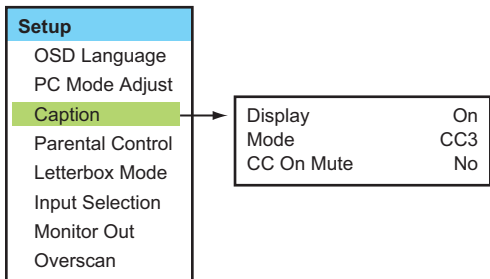 Setup
OSD Language
PC Mode Adjust
Caption
Parental Control
Letterbox Mode
Input Selection
Monitor Out
Overscan
Display On
Mode CC3
CC On Mute No